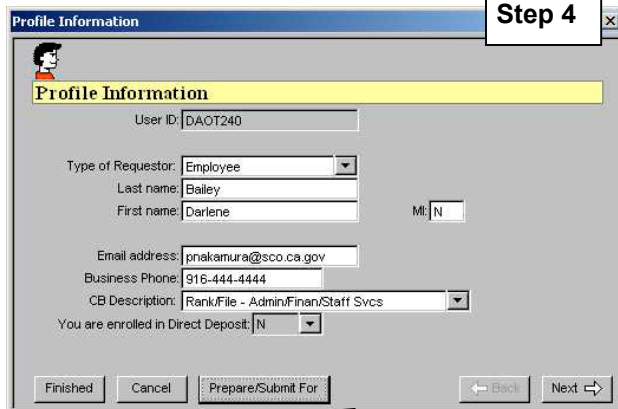 Step 4
Profile Information
Profile Information
User ID: DAOT240
Type of Requestor: Employee
Last name: Bailey
First name: Darlene MI: N
Email address: pnakamura@sco.ca.gov
Business Phone: 916-444-4444
CB Description: Rank/File - Admin/Finan/Staff Svcs
You are enrolled in Direct Deposit: N
Finished Cancel Prepare/Submit For Back Next